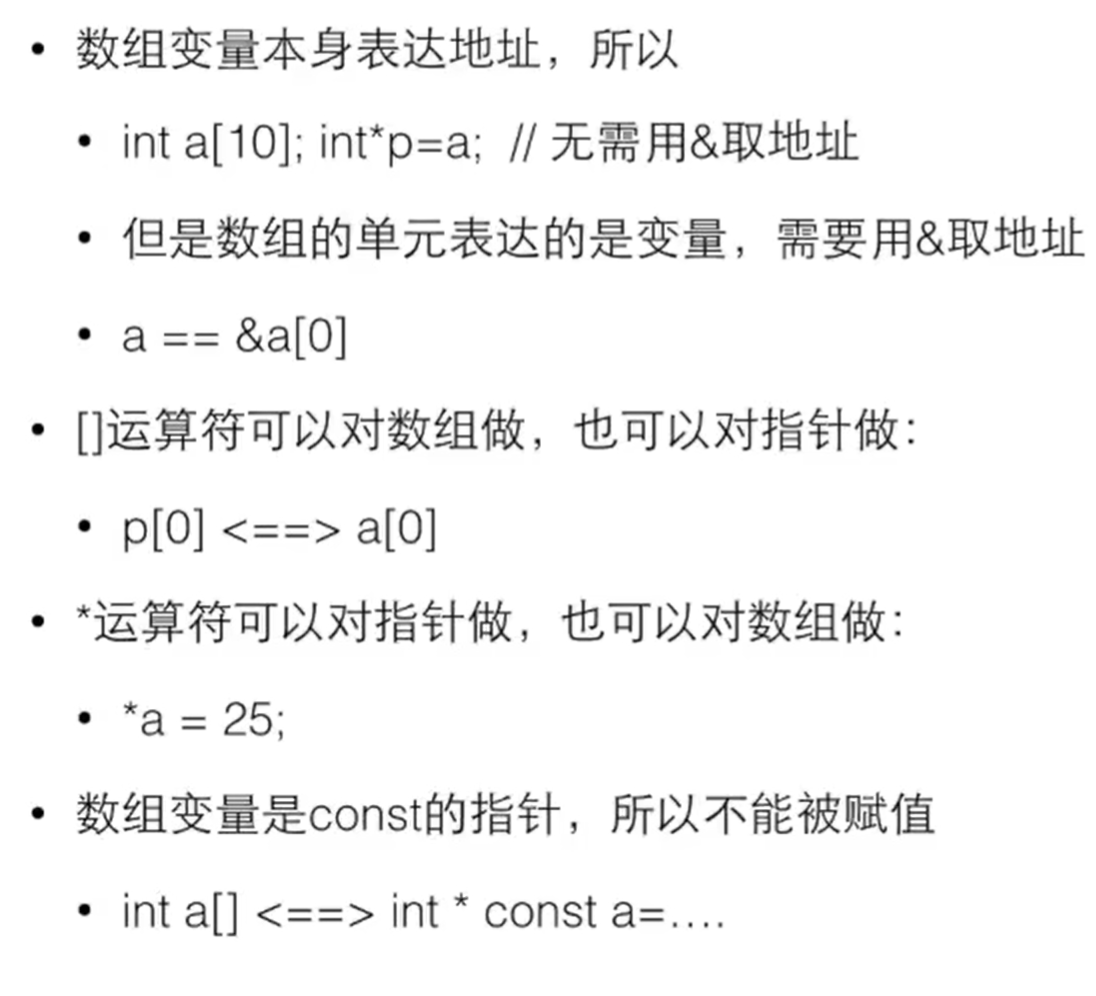 • 数组变量本身表达地址，所以
• int a[10]; int*p=a;  // 无需用&取地址
• 但是数组的单元表达的是变量，需要用&取地址
• a == &a[0]
• []运算符可以对数组做，也可以对指针做：
• p[0] <==> a[0]
• *运算符可以对指针做，也可以对数组做：
• *a = 25;
• 数组变量是const的指针，所以不能被赋值
• int a[] <==> int * const a=....